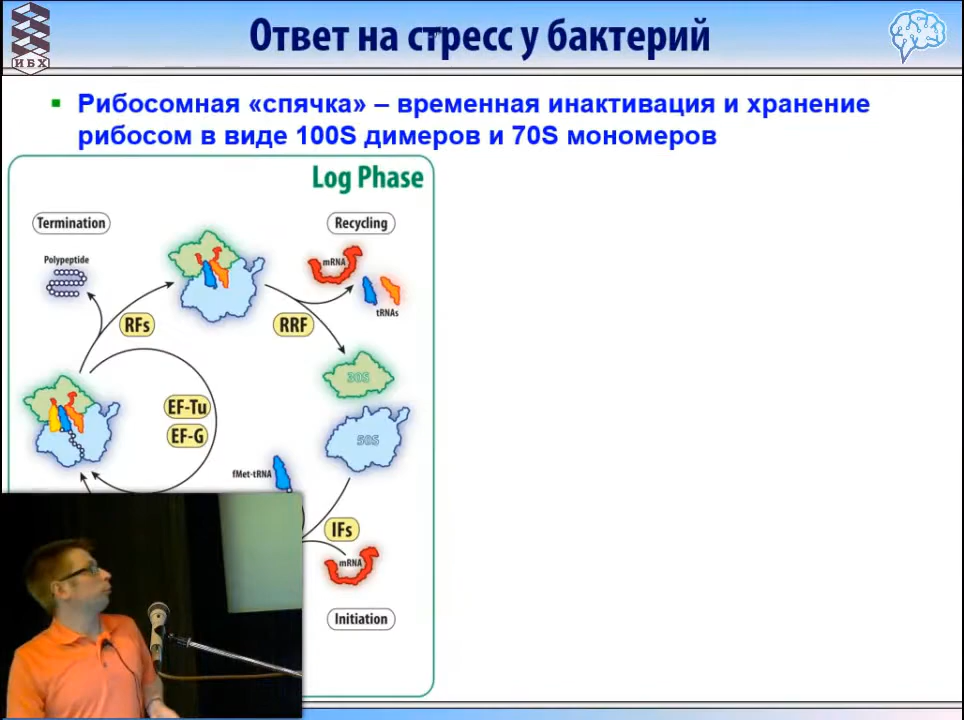 Ответ на стресс у бактерий
ИБХ
Рибосомная «спячка» – временная инактивация и хранение
рибосом в виде 100S димеров и 70S мономеров
Log Phase
Termination
Recycling
Polypeptide
mRNA
tRNAs
RFs
RRF
30S
EF-Tu
EF-G
50S
fMet-tRNA
IFs
mRNA
Initiation